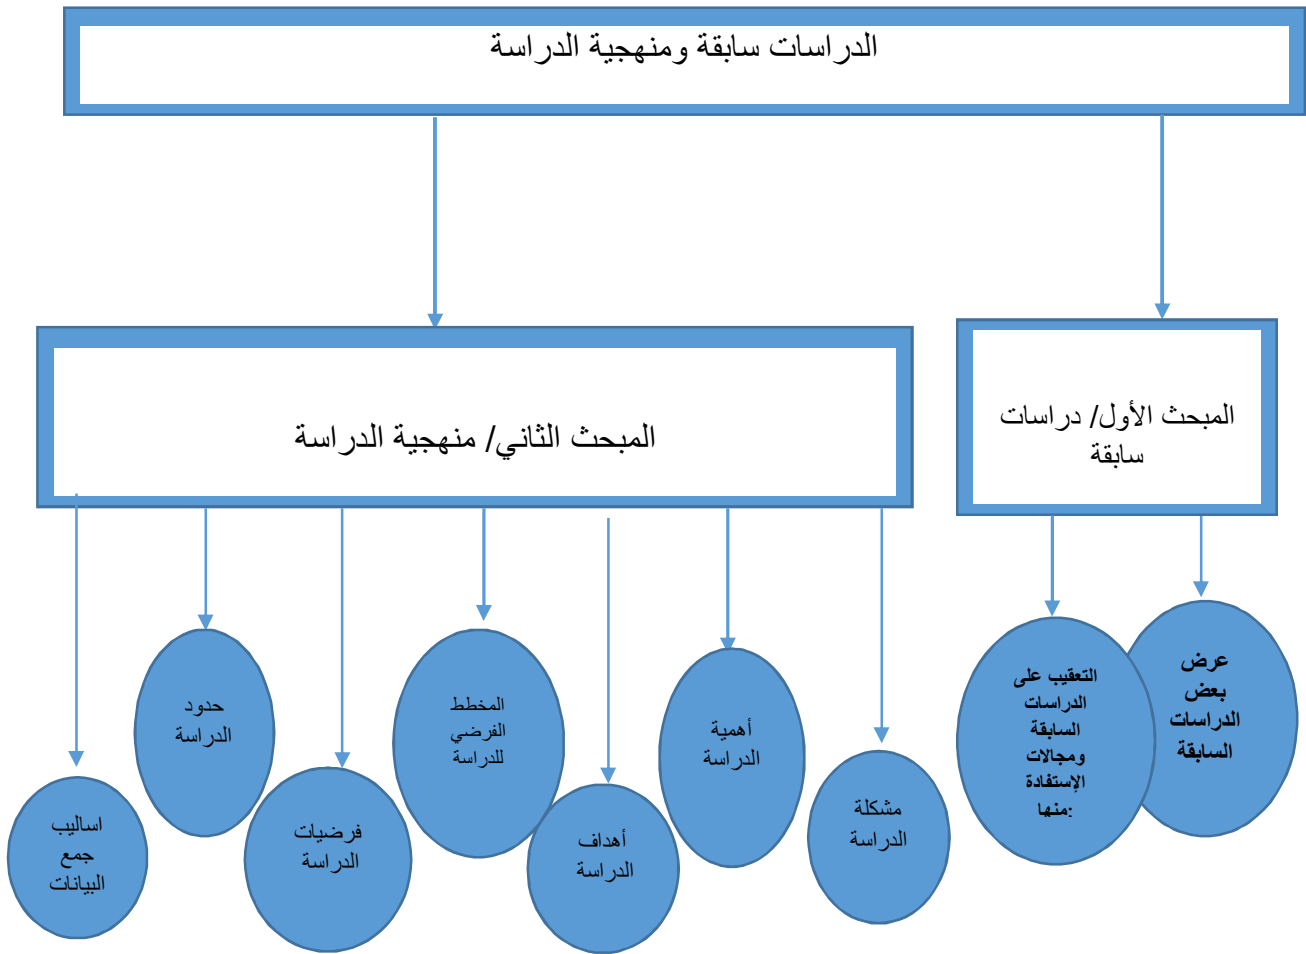 الدراسات سابقة ومنهجية الدراسة
المبحث الأول/ دراسات
سابقة
المبحث الثاني/ منهجية الدراسة
عرض
بعض
الدراسات
السابقة
التعقيب على
الدراسات
السابقة
ومجالات
الإستفادة
منها:
مشكلة
الدراسة
أهمية
الدراسة
أهداف
الدراسة
المخطط
الفرضي
للدراسة
فرضيات
الدراسة
حدود
الدراسة
اساليب
جمع
البيانات